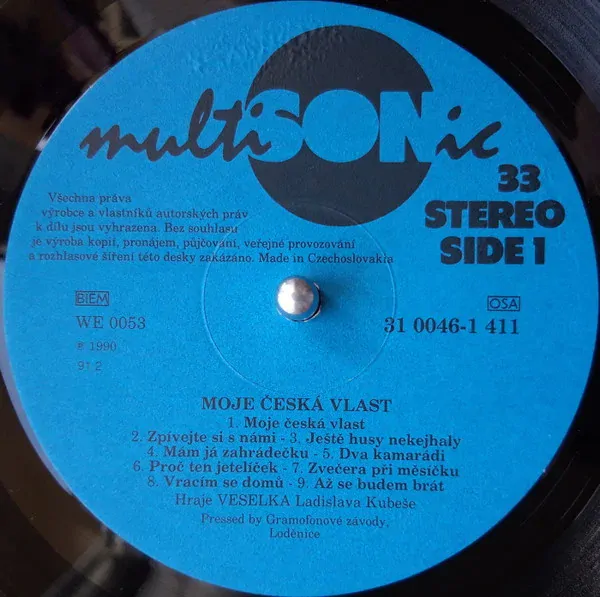 multiSONic
33
STEREO
SIDE 1
Všechna práva
výrobce a vlastníků autorských práv
k dílu jsou vyhrazena. Bez souhlasu
je výroba kopií, pronájem, půjčování, veřejné provozování
a rozhlasové šíření této desky zakázáno. Made in Czechoslovakia
BIEM
OSA
WE 0053
31 0046-1 411
℗ 1990
91 2
MOJE ČESKÁ VLAST
1. Moje česká vlast
2. Zpívejte si s námi - 3. Ještě husy nekejhaly
4. Mám já zahrádečku - 5. Dva kamarádi
6. Proč ten jetelíček - 7. Zvečera při měsíčku
8. Vracím se domů - 9. Až se budem brát
Hraje VESELKA Ladislava Kubeše
Pressed by Gramofonové závody,
Loděnice